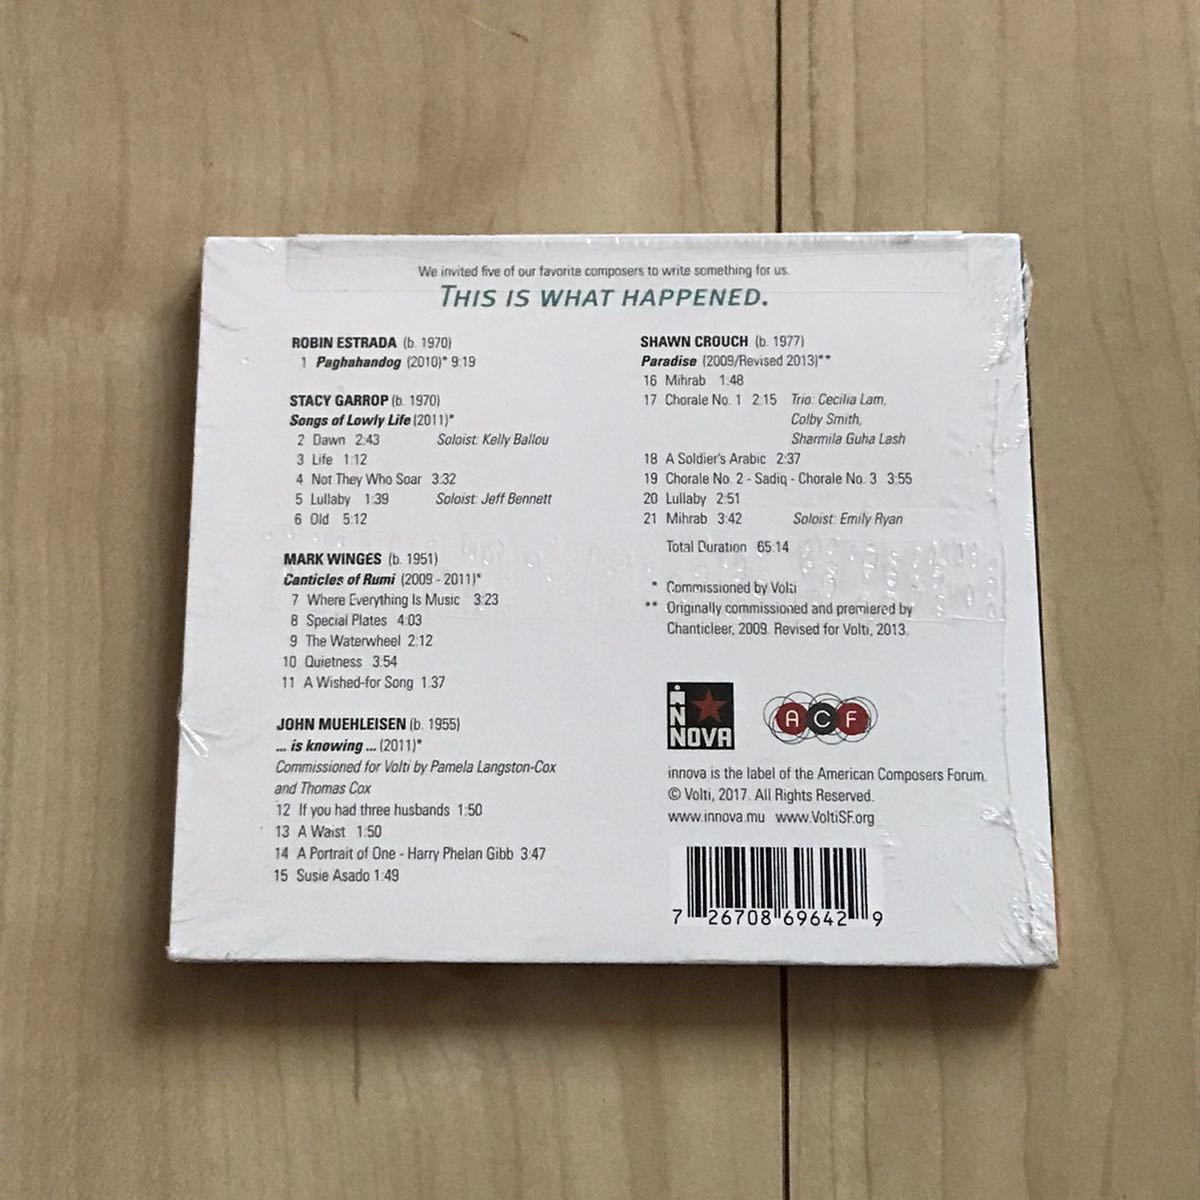 We invited five of our favorite composers to write something for us.
THIS IS WHAT HAPPENED.
ROBIN ESTRADA (b. 1970)
1 Paghahandog (2010)* 9:19
STACY GARROP (b. 1970)
Songs of Lowly Life (2011)*
2 Dawn 2:43 Soloist: Kelly Ballou
3 Life 1:12
4 Not They Who Soar 3:32
5 Lullaby 1:39 Soloist: Jeff Bennett
6 Old 5:12
MARK WINGES (b. 1951)
Canticles of Rumi (2009 - 2011)*
7 Where Everything Is Music 3:23
8 Special Plates 4:03
9 The Waterwheel 2:12
10 Quietness 3:54
11 A Wished-for Song 1:37
JOHN MUEHLEISEN (b. 1955)
... is knowing ... (2011)*
Commissioned for Volti by Pamela Langston-Cox
and Thomas Cox
12 If you had three husbands 1:50
13 A Waist 1:50
14 A Portrait of One - Harry Phelan Gibb 3:47
15 Susie Asado 1:49
SHAWN CROUCH (b. 1977)
Paradise (2009/Revised 2013)**
16 Mihrab 1:48
17 Chorale No. 1 2:15 Trio: Cecilia Lam,
Colby Smith,
Sharmila Guha Lash
18 A Soldier's Arabic 2:37
19 Chorale No. 2 - Sadiq - Chorale No. 3 3:55
20 Lullaby 2:51
21 Mihrab 3:42 Soloist: Emily Ryan
Total Duration 65:14
* Commissioned by Volti
** Originally commissioned and premiered by
Chanticleer, 2009. Revised for Volti, 2013.
INNOVA
ACF
innova is the label of the American Composers Forum.
© Volti, 2017. All Rights Reserved.
www.innova.mu www.VoltiSF.org
7 26708 69642 9